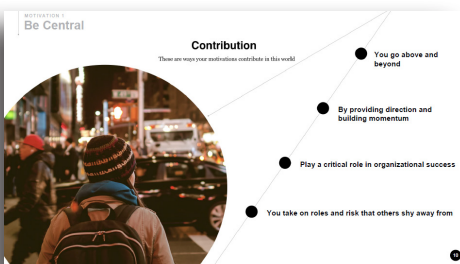 MOTIVATION 1
Be Central
Contribution
These are ways your motivations contribute in this world
You go above and
beyond
By providing direction and
building momentum
Play a critical role in organizational success
You take on roles and risk that others shy away from
10